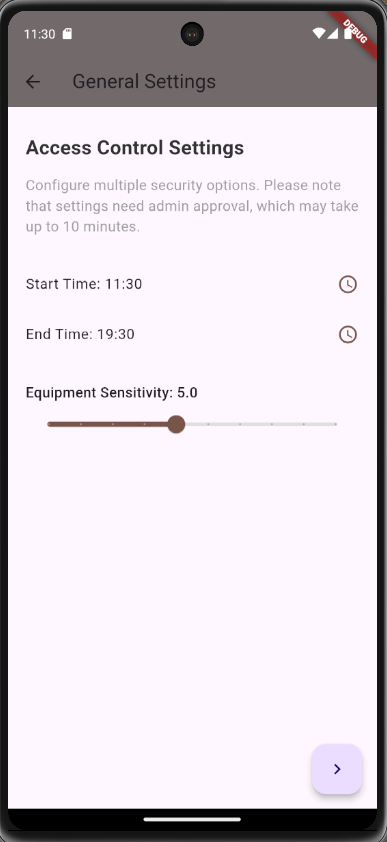 11:30
DEBUG
General Settings
Access Control Settings
Configure multiple security options. Please note
that settings need admin approval, which may take
up to 10 minutes.
Start Time: 11:30
End Time: 19:30
Equipment Sensitivity: 5.0